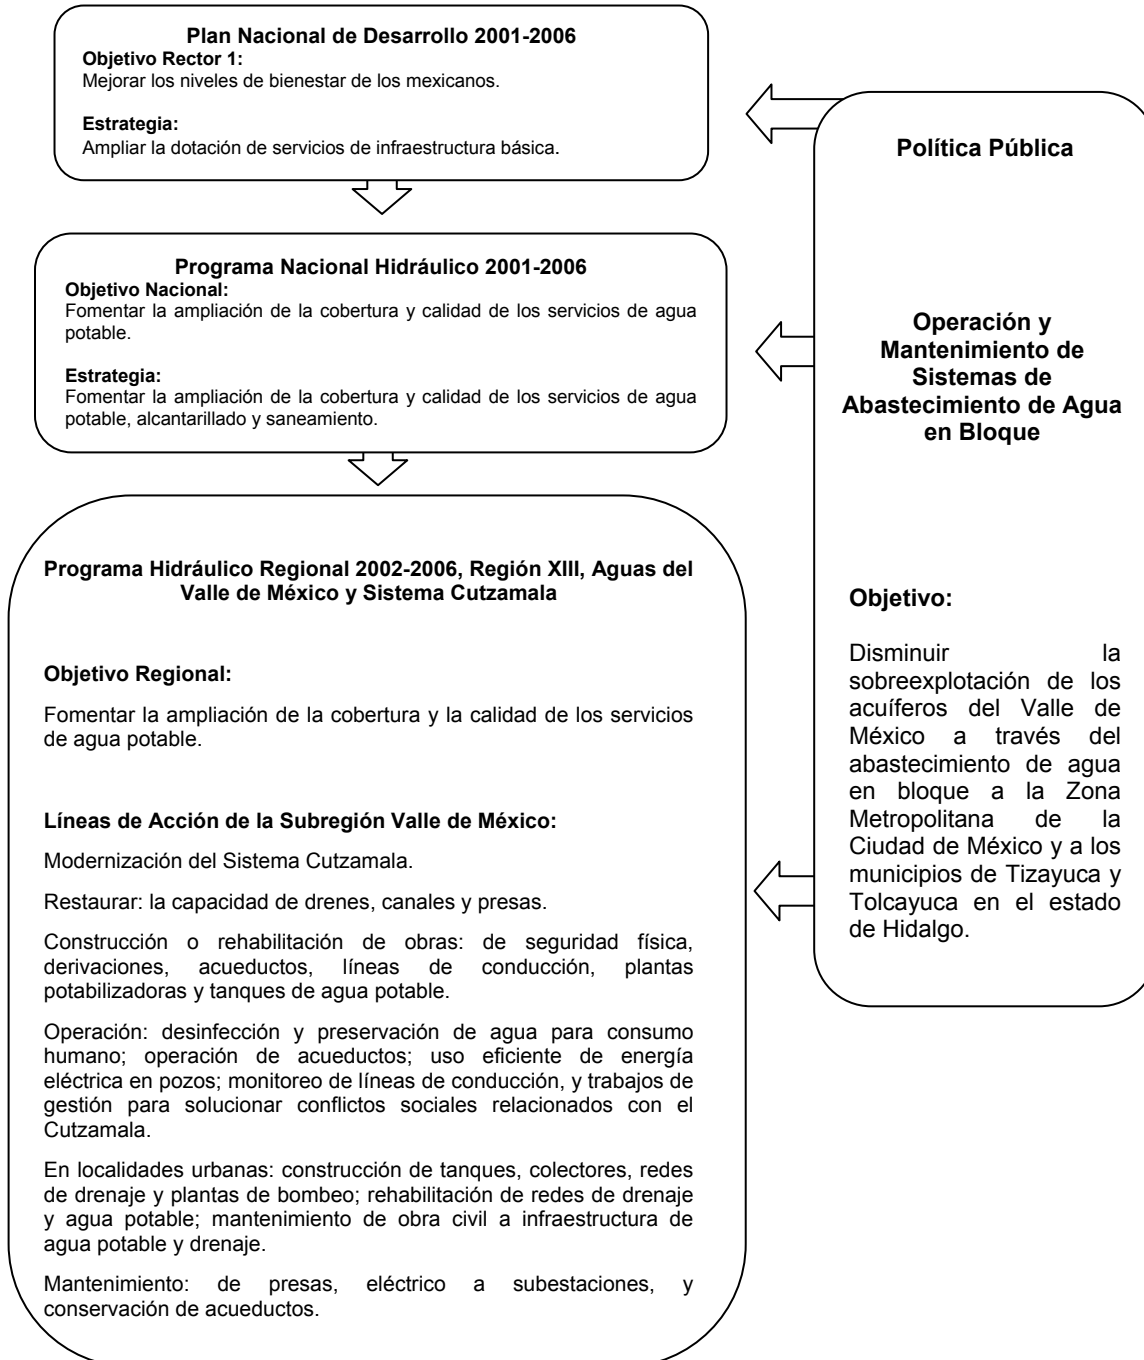 Plan Nacional de Desarrollo 2001-2006
Objetivo Rector 1:
Mejorar los niveles de bienestar de los mexicanos.
Estrategia:
Ampliar la dotación de servicios de infraestructura básica.
Programa Nacional Hidráulico 2001-2006
Objetivo Nacional:
Fomentar la ampliación de la cobertura y calidad de los servicios de agua
potable.
Estrategia:
Fomentar la ampliación de la cobertura y calidad de los servicios de agua
potable, alcantarillado y saneamiento.
Programa Hidráulico Regional 2002-2006, Región XIII, Aguas del
Valle de México y Sistema Cutzamala
Objetivo Regional:
Fomentar la ampliación de la cobertura y la calidad de los servicios
de agua potable.
Líneas de Acción de la Subregión Valle de México:
Modernización del Sistema Cutzamala.
Restaurar: la capacidad de drenes, canales y presas.
Construcción o rehabilitación de obras: de seguridad física,
derivaciones, acueductos, líneas de conducción, plantas
potabilizadoras y tanques de agua potable.
Operación: desinfección y preservación de agua para consumo
humano; operación de acueductos; uso eficiente de energía
eléctrica en pozos; monitoreo de líneas de conducción, y trabajos de
gestión para solucionar conflictos sociales relacionados con el
Cutzamala.
En localidades urbanas: construcción de tanques, colectores, redes
de drenaje y plantas de bombeo; rehabilitación de redes de drenaje
y agua potable; mantenimiento de obra civil a infraestructura de
agua potable y drenaje.
Mantenimiento: de presas, eléctrico a subestaciones, y
conservación de acueductos.
Política Pública
Operación y
Mantenimiento de
Sistemas de
Abastecimiento de Agua
en Bloque
Objetivo:
Disminuir la
sobreexplotación de los
acuíferos del Valle de
México a través del
abastecimiento de agua
en bloque a la Zona
Metropolitana de la
Ciudad de México y a los
municipios de Tizayuca y
Tolcayuca en el estado
de Hidalgo.